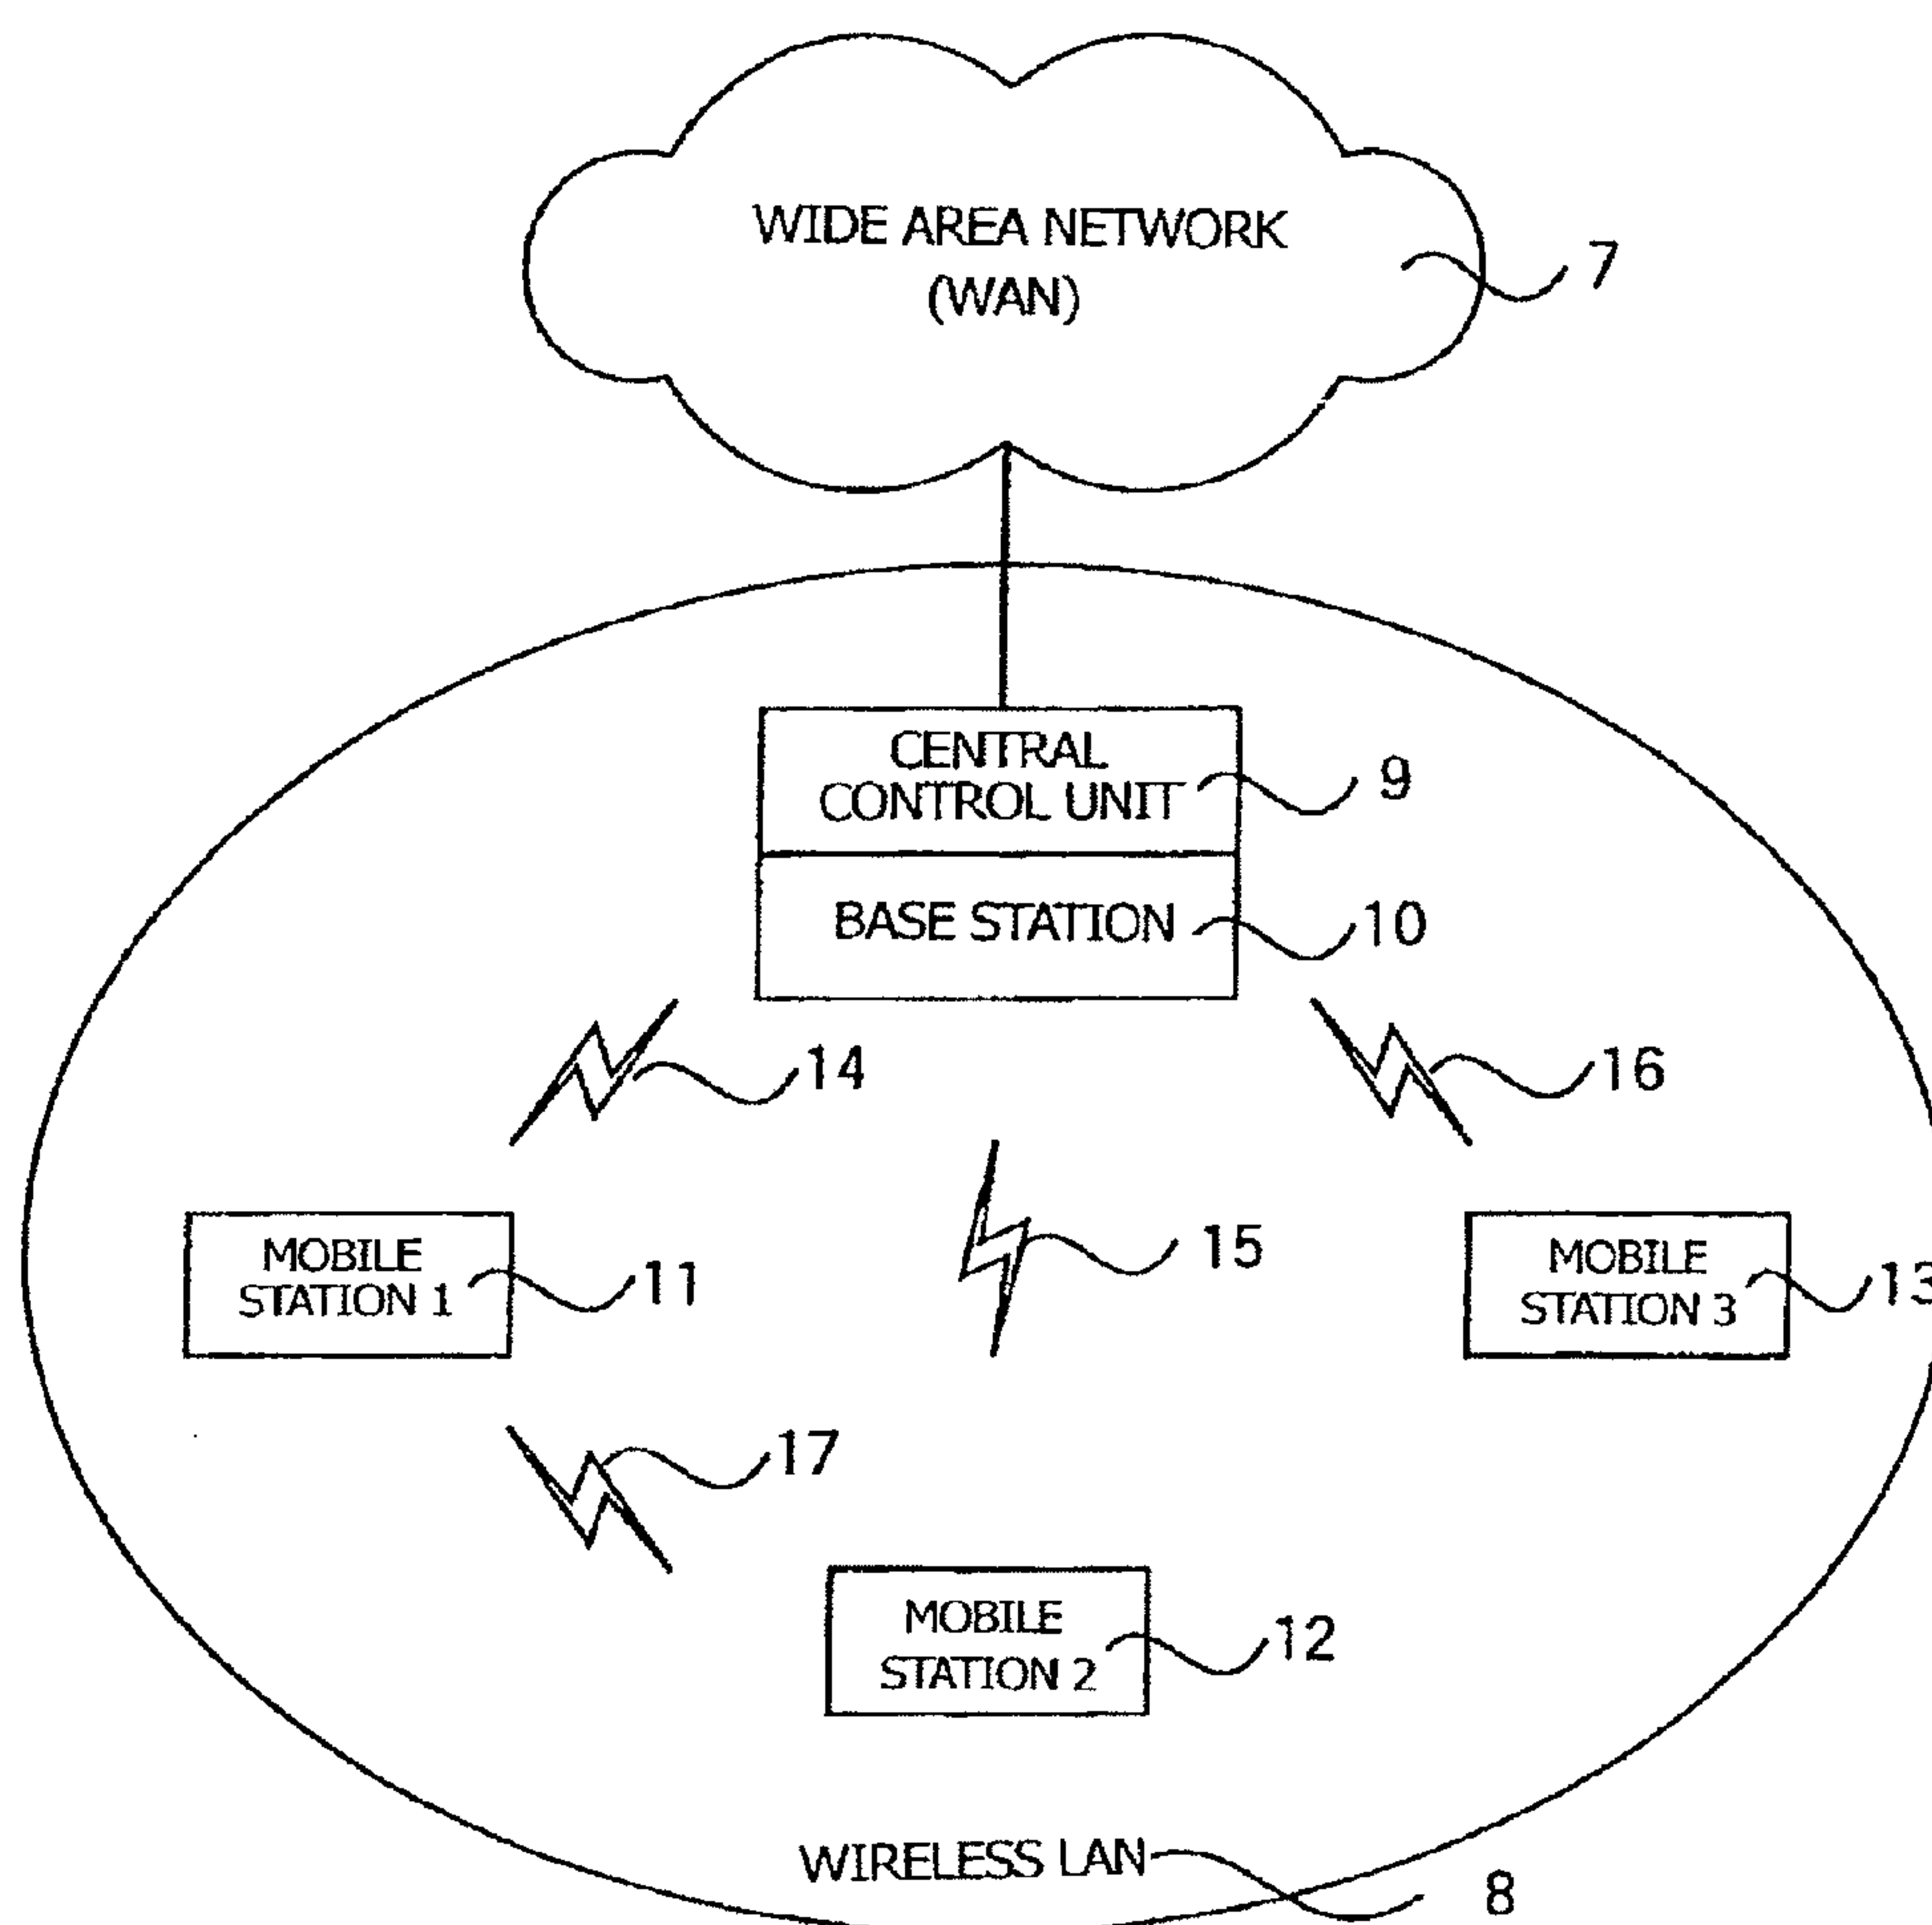 WIDE AREA NETWORK
(WAN)
7
CENTRAL
CONTROL UNIT
9
BASE STATION
10
14
16
15
MOBILE
STATION 1
11
MOBILE
STATION 3
13
17
MOBILE
STATION 2
12
WIRELESS LAN
8